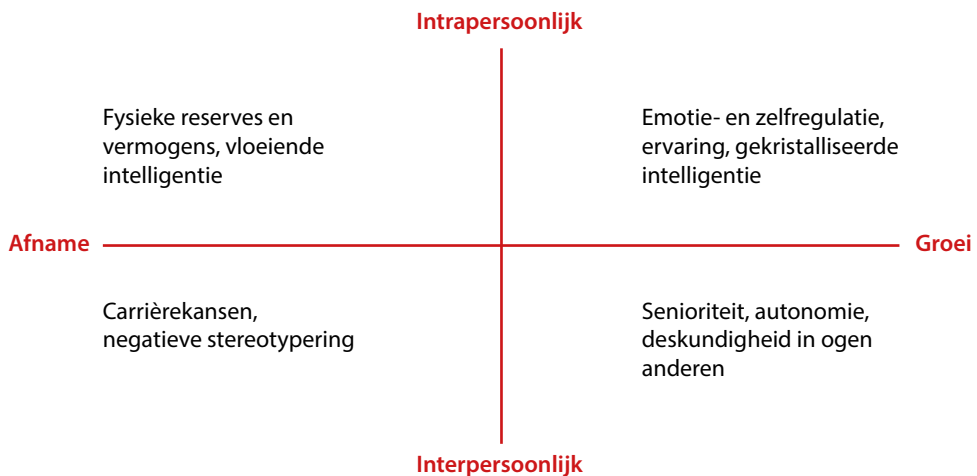 Intrapersoonlijk
Fysieke reserves en
vermogens, vloeiende
intelligentie
Emotie- en zelfregulatie,
ervaring, gekristalliseerde
intelligentie
Afname
Groei
Carrièrekansen,
negatieve stereotypering
Senioriteit, autonomie,
deskundigheid in ogen
anderen
Interpersoonlijk